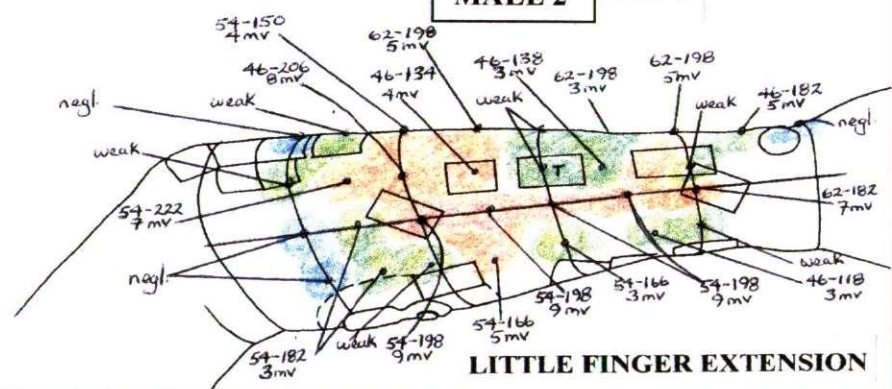 MALE 2
54-150
4mv
62-198
5mv
46-138
3mv
62-198
3mv
62-198
5mv
46-206
8mv
46-134
4mv
46-182
5mv
negl.
weak
weak
weak
negl.
weak
T
54-222
7mv
62-182
7mv
negl.
weak
46-118
3mv
54-182
3mv
weak
54-198
9mv
54-166
5mv
54-198
9mv
54-166
3mv
54-198
9mv
LITTLE FINGER EXTENSION